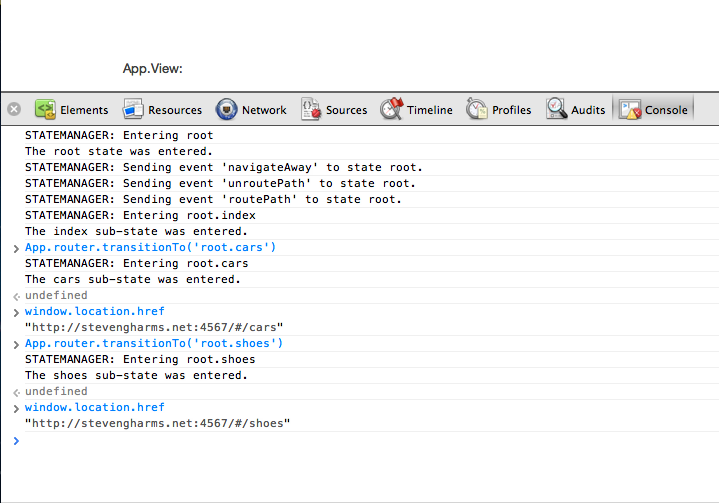 App.View:
Elements Resources Network Sources Timeline Profiles Audits Console
STATEMANAGER: Entering root
The root state was entered.
STATEMANAGER: Sending event 'navigateAway' to state root.
STATEMANAGER: Sending event 'unroutePath' to state root.
STATEMANAGER: Sending event 'routePath' to state root.
STATEMANAGER: Entering root.index
The index sub-state was entered.
App.router.transitionTo('root.cars')
STATEMANAGER: Entering root.cars
The cars sub-state was entered.
undefined
window.location.href
"http://stevengharms.net:4567/#/cars"
App.router.transitionTo('root.shoes')
STATEMANAGER: Entering root.shoes
The shoes sub-state was entered.
undefined
window.location.href
"http://stevengharms.net:4567/#/shoes"